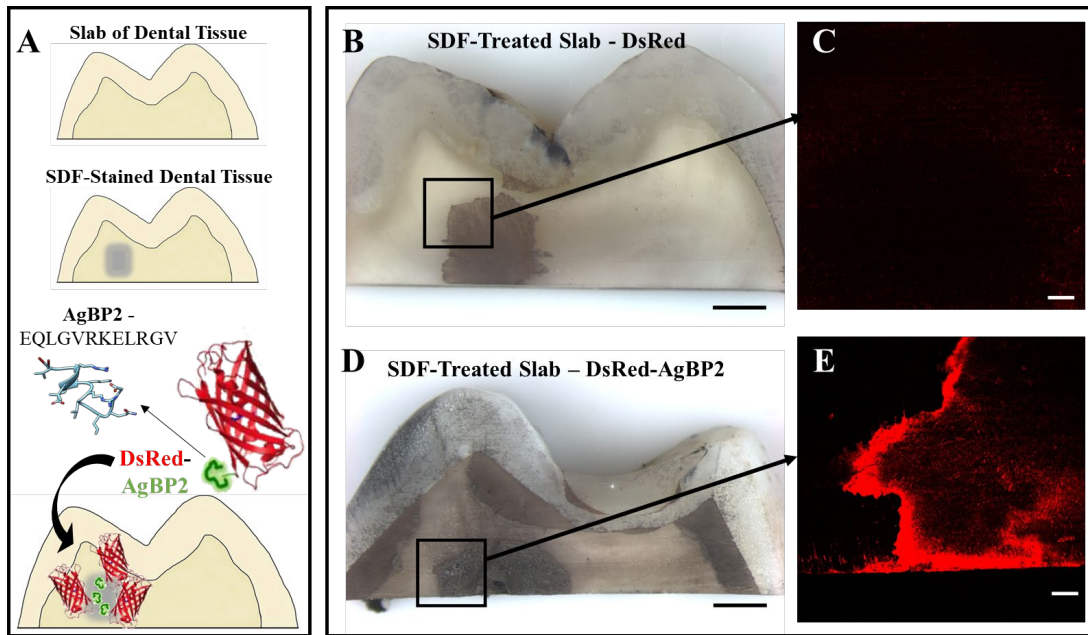 A
Slab of Dental Tissue
SDF-Stained Dental Tissue
AgBP2 -
EQLGVRKELRGV
DsRed-
AgBP2
B
SDF-Treated Slab - DsRed
C
D
SDF-Treated Slab – DsRed-AgBP2
E